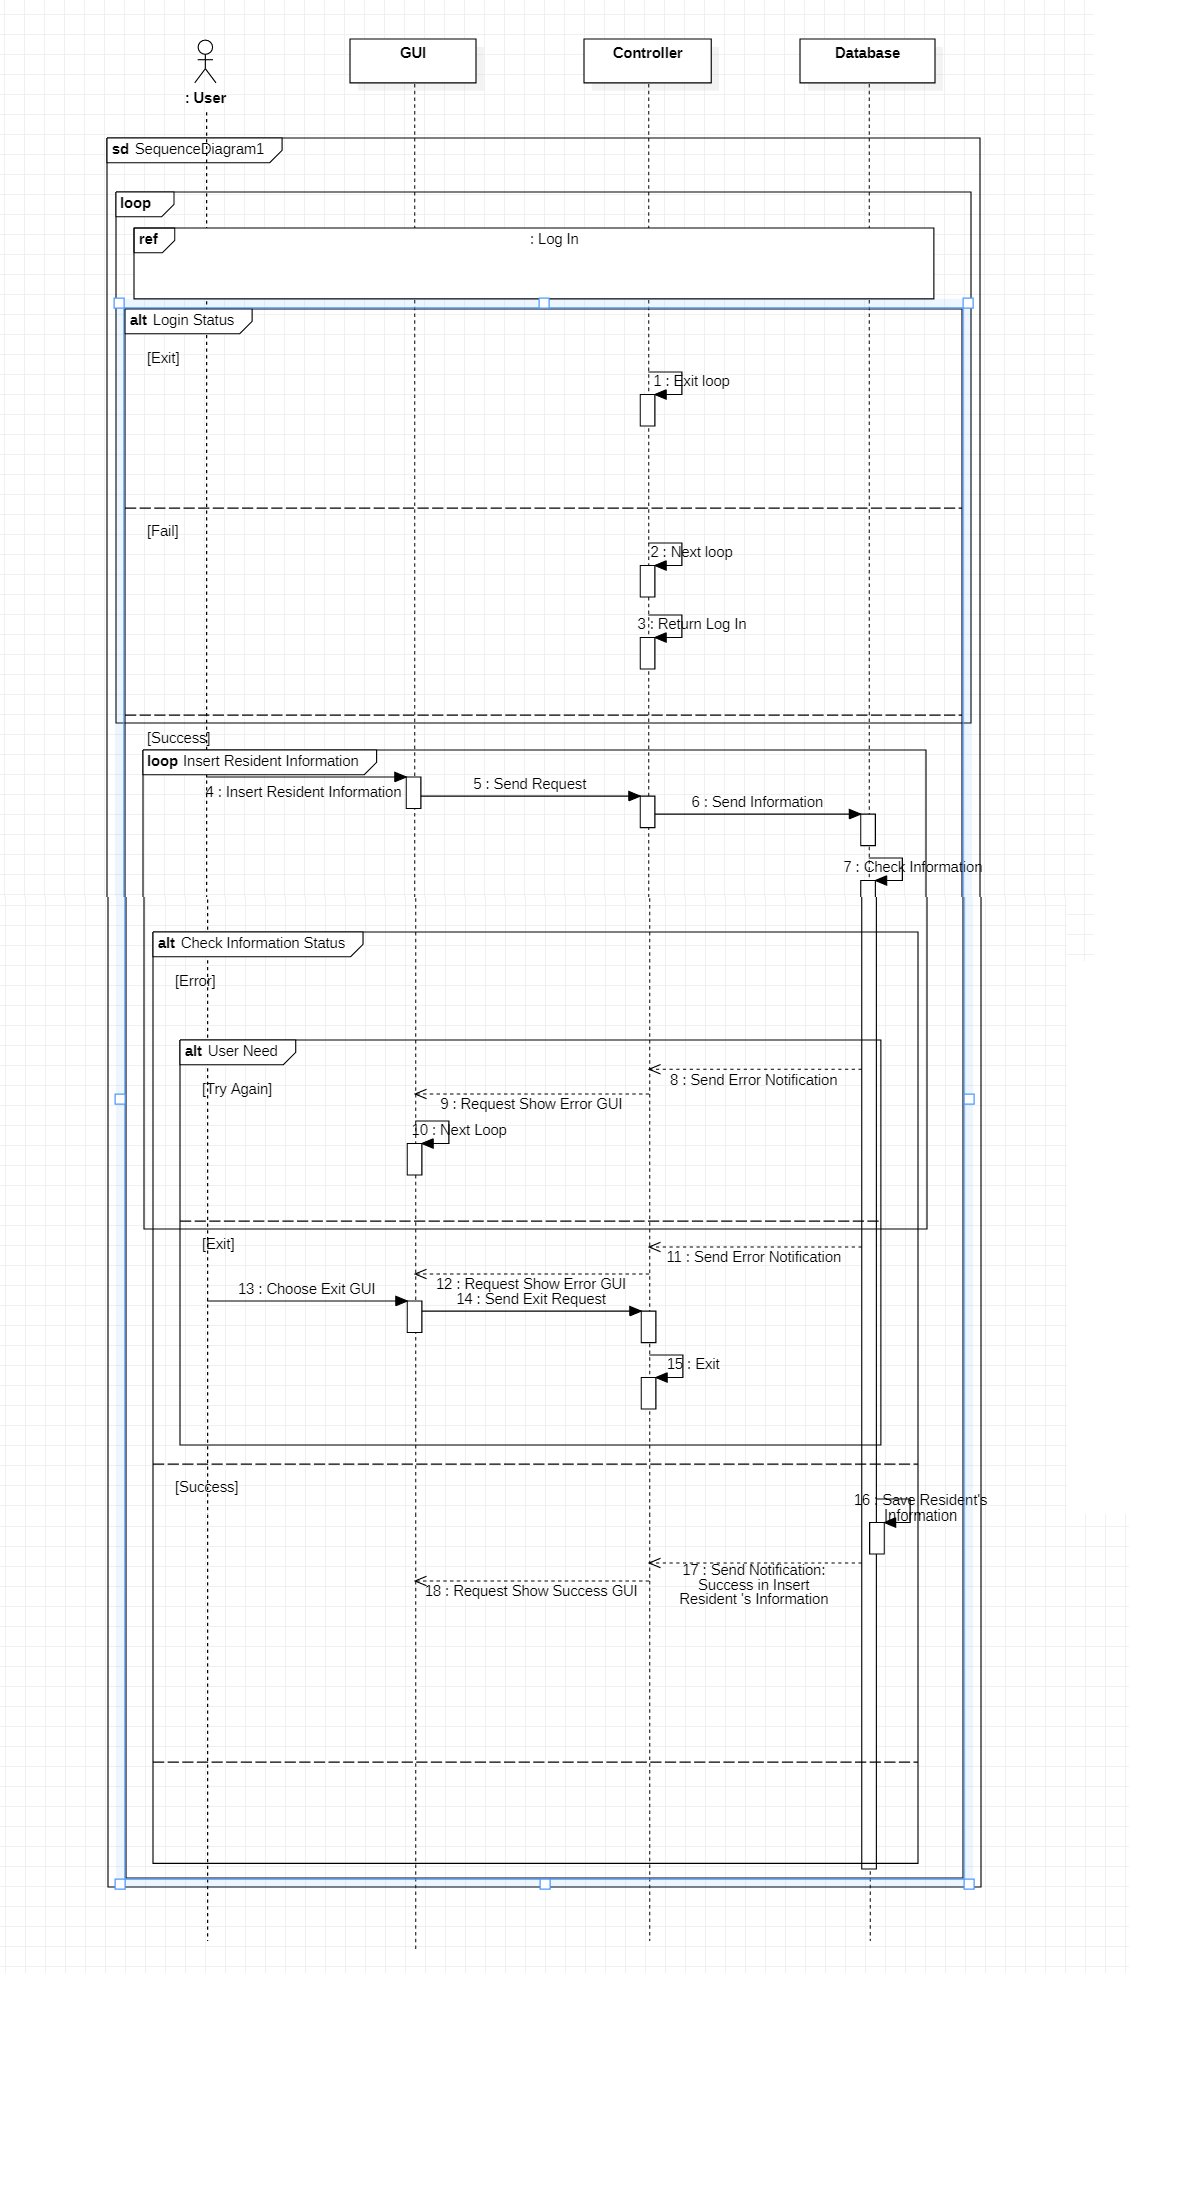 GUI
Controller
Database
: User
sd SequenceDiagram1
loop
ref
: Log In
alt Login Status
[Exit]
1 : Exit loop
[Fail]
2 : Next loop
3 : Return Log In
[Success]
loop Insert Resident Information
4 : Insert Resident Information
5 : Send Request
6 : Send Information
7 : Check Information
alt Check Information Status
[Error]
alt User Need
[Try Again]
8 : Send Error Notification
9 : Request Show Error GUI
10 : Next Loop
[Exit]
11 : Send Error Notification
12 : Request Show Error GUI
13 : Choose Exit GUI
14 : Send Exit Request
15 : Exit
[Success]
16 : Save Resident's
Information
17 : Send Notification:
Success in Insert
Resident 's Information
18 : Request Show Success GUI